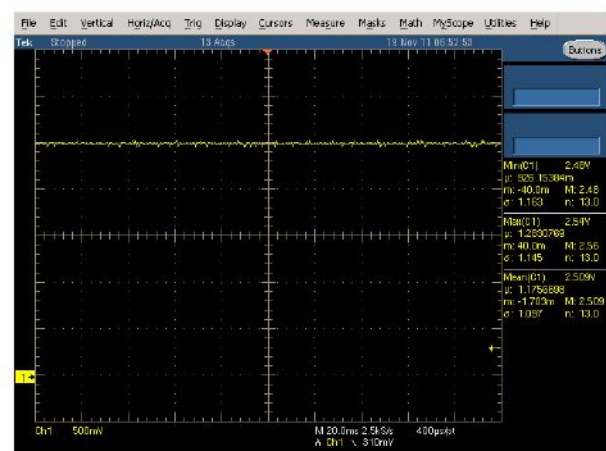 File Edit Vertical Horiz/Acq Trig Display Cursors Measure Masks Math MyScope Utilities Help
Tek Stopped 13 Acqs 19 Nov 11 06:52:53
Buttons
Min(C1) 2.48V
µ: 926.15384m
m: -40.0m M: 2.48
σ: 1.163 n: 13.0
Max(C1) 2.54V
µ: 1.2830769
m: 40.0m M: 2.56
σ: 1.145 n: 13.0
Mean(C1) 2.509V
µ: 1.1756698
m: -1.703m M: 2.509
σ: 1.097 n: 13.0
1
Ch1 500mV M 20.0ms 2.5kS/s 400µs/pt
A Ch1 310mV